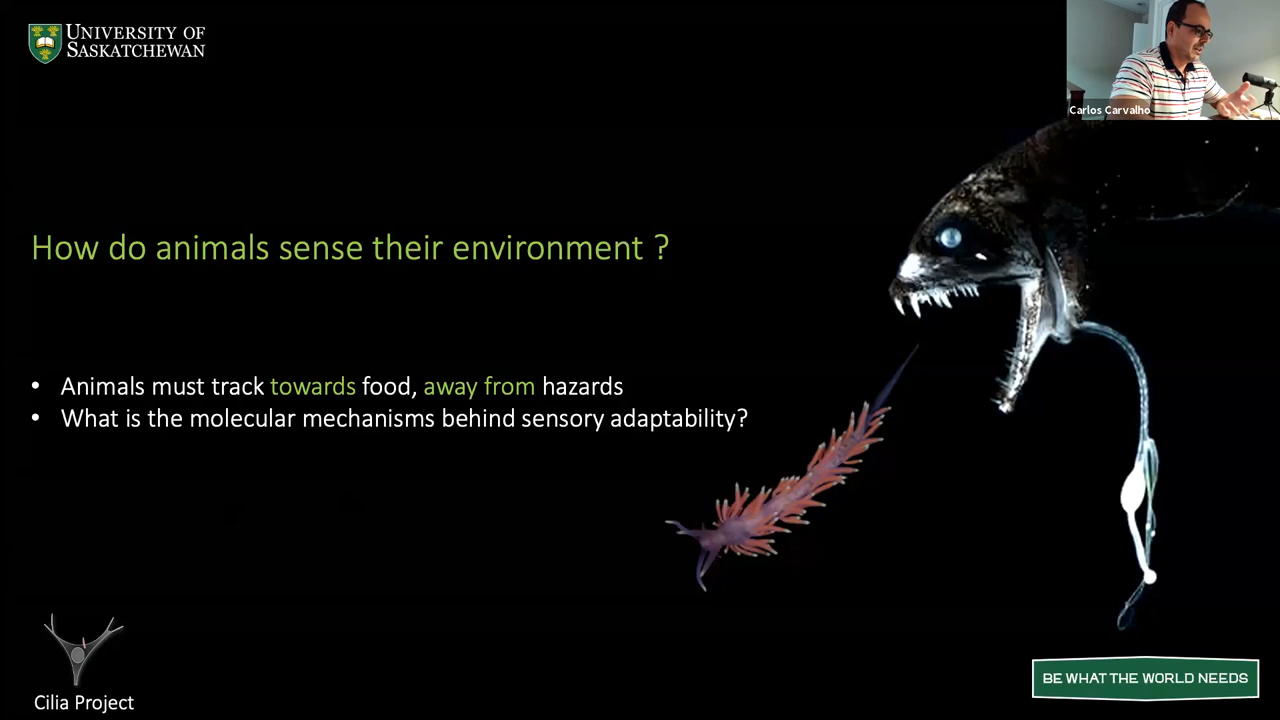 UNIVERSITY OF
SASKATCHEWAN
Carlos Carvalho
How do animals sense their environment ?
• Animals must track towards food, away from hazards
• What is the molecular mechanisms behind sensory adaptability?
Cilia Project
BE WHAT THE WORLD NEEDS